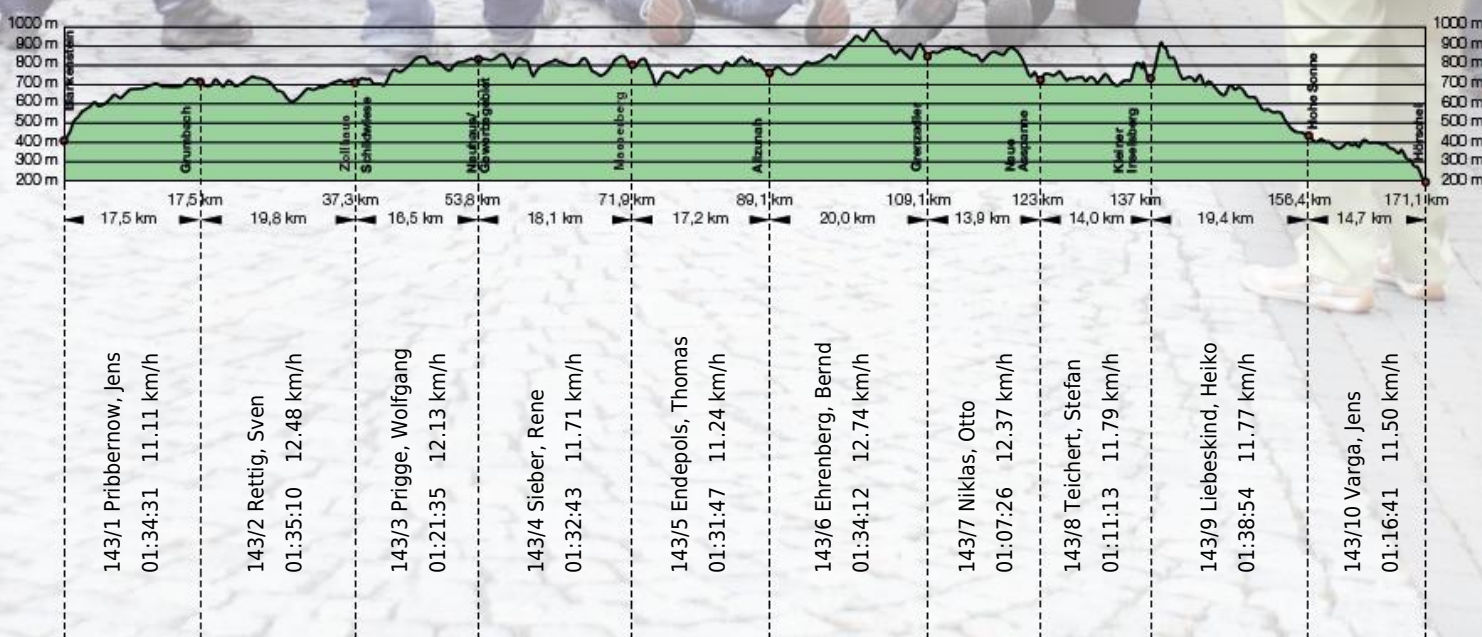 1000 m
900 m
800 m
700 m
600 m
500 m
400 m
300 m
200 m
1000 m
900 m
800 m
700 m
600 m
500 m
400 m
300 m
200 m
Blankenstein
Grumbach
Zollhaus
Schildwiese
Neuhaus/
Masserberg
Allzunah
Grenzadler
Neue
Ausspanne
Kleiner
Inselsberg
Hohe Sonne
Hörschel
17,5 km
37,3 km
53,8 km
71,9 km
89,1 km
109,1 km
123 km
137 km
156,4 km
171,1 km
17,5 km
19,8 km
16,5 km
18,1 km
17,2 km
20,0 km
13,9 km
14,0 km
19,4 km
14,7 km
143/1 Pribbernow, Jens
01:34:31 11.11 km/h
143/2 Rettig, Sven
01:35:10 12.48 km/h
143/3 Prigge, Wolfgang
01:21:35 12.13 km/h
143/4 Sieber, Rene
01:32:43 11.71 km/h
143/5 Endepols, Thomas
01:31:47 11.24 km/h
143/6 Ehrenberg, Bernd
01:34:12 12.74 km/h
143/7 Niklas, Otto
01:07:26 12.37 km/h
143/8 Teichert, Stefan
01:11:13 11.79 km/h
143/9 Liebeskind, Heiko
01:38:54 11.77 km/h
143/10 Varga, Jens
01:16:41 11.50 km/h